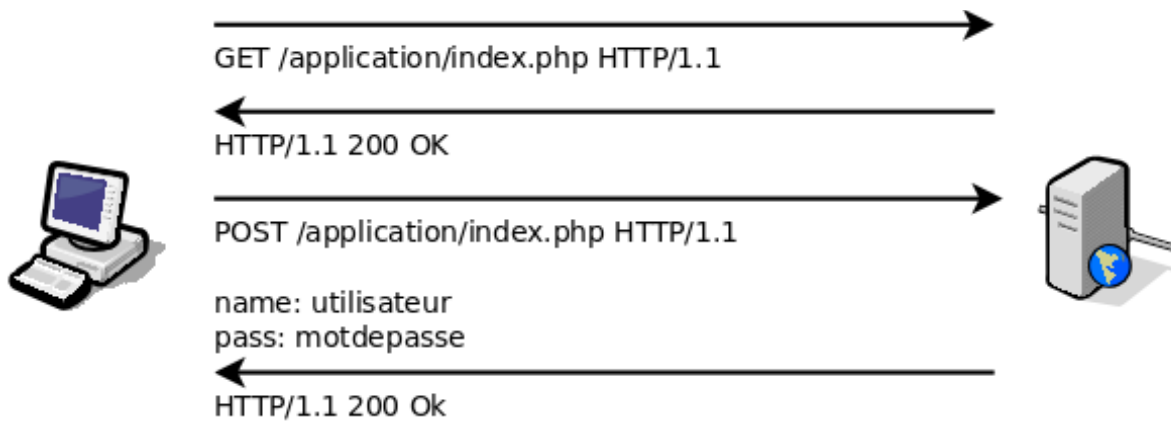 GET /application/index.php HTTP/1.1
HTTP/1.1 200 OK
POST /application/index.php HTTP/1.1
name: utilisateur
pass: motdepasse
HTTP/1.1 200 Ok